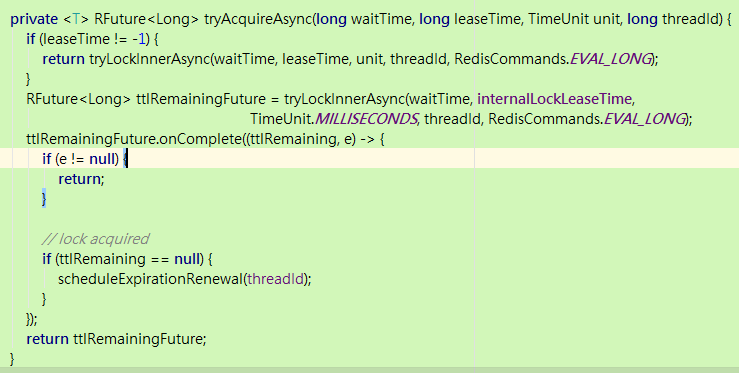 private <T> RFuture<Long> tryAcquireAsync(long waitTime, long leaseTime, TimeUnit unit, long threadId) {
if (leaseTime != -1) {
return tryLockInnerAsync(waitTime, leaseTime, unit, threadId, RedisCommands.EVAL_LONG);
}
RFuture<Long> ttlRemainingFuture = tryLockInnerAsync(waitTime, internalLockLeaseTime,
TimeUnit.MILLISECONDS, threadId, RedisCommands.EVAL_LONG);
ttlRemainingFuture.onComplete((ttlRemaining, e) -> {
if (e != null) {
return;
}
// lock acquired
if (ttlRemaining == null) {
scheduleExpirationRenewal(threadId);
}
});
return ttlRemainingFuture;
}